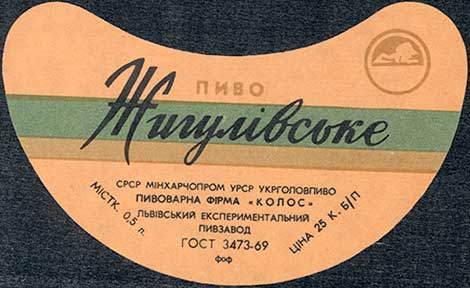 ПИВО
Жигулівське
СРСР МІНХАРЧОПРОМ УРСР УКРГОЛОВПИВО
ПИВОВАРНА ФІРМА «КОЛОС»
ЛЬВІВСЬКИЙ ЕКСПЕРИМЕНТАЛЬНИЙ
ПИВЗАВОД
МІСТК. 0,5 л.
ГОСТ 3473-69
ЦІНА 25 К. Б/П
фоф